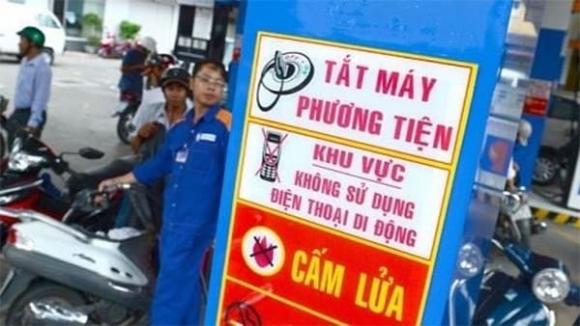 TẮT MÁY
PHƯƠNG TIỆN
KHU VỰC
KHÔNG SỬ DỤNG
ĐIỆN THOẠI DI ĐỘNG
CẤM LỬA